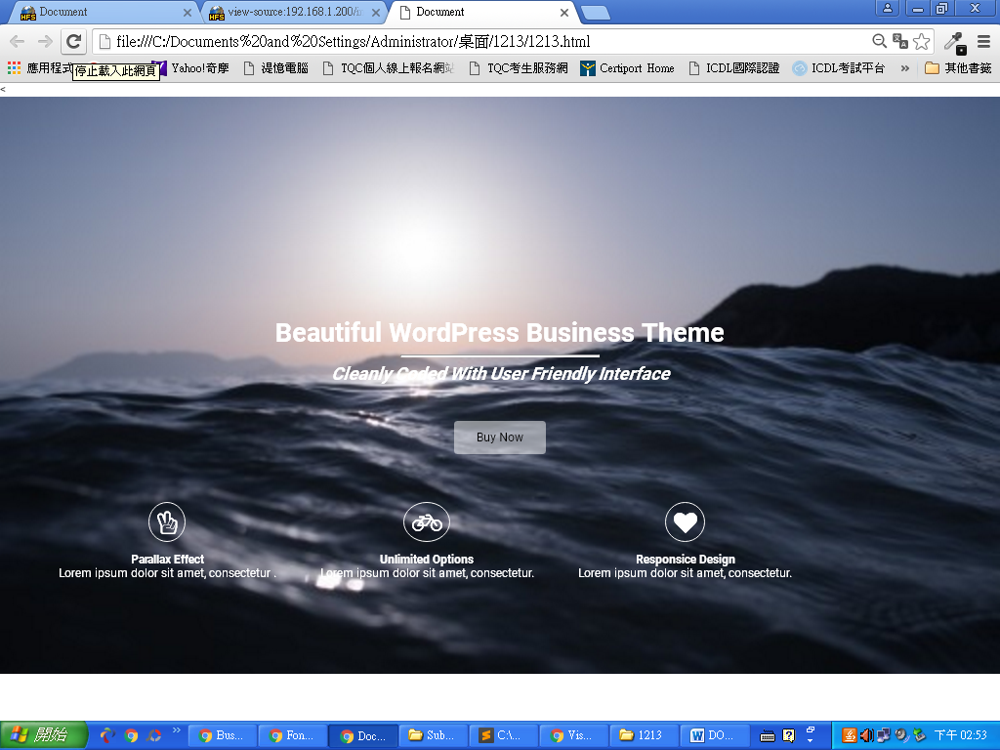 Document
view-source:192.168.1.200/in
Document
file:///C:/Documents%20and%20Settings/Administrator/桌面/1213/1213.html
應用程式
停止載入此網頁
Yahoo!奇摩
湜憶電腦
TQC個人線上報名網站
TQC考生服務網
Certiport Home
ICDL國際認證
ICDL考試平台
»
其他書籤
<
Beautiful WordPress Business Theme
Cleanly Coded With User Friendly Interface
Buy Now
Parallax Effect
Lorem ipsum dolor sit amet, consectetur .
Unlimited Options
Lorem ipsum dolor sit amet, consectetur.
Responsice Design
Lorem ipsum dolor sit amet, consectetur.
開始
»
Bus...
Fon...
Doc...
Sub...
C:\...
Vis...
1213
DO...
下午 02:53